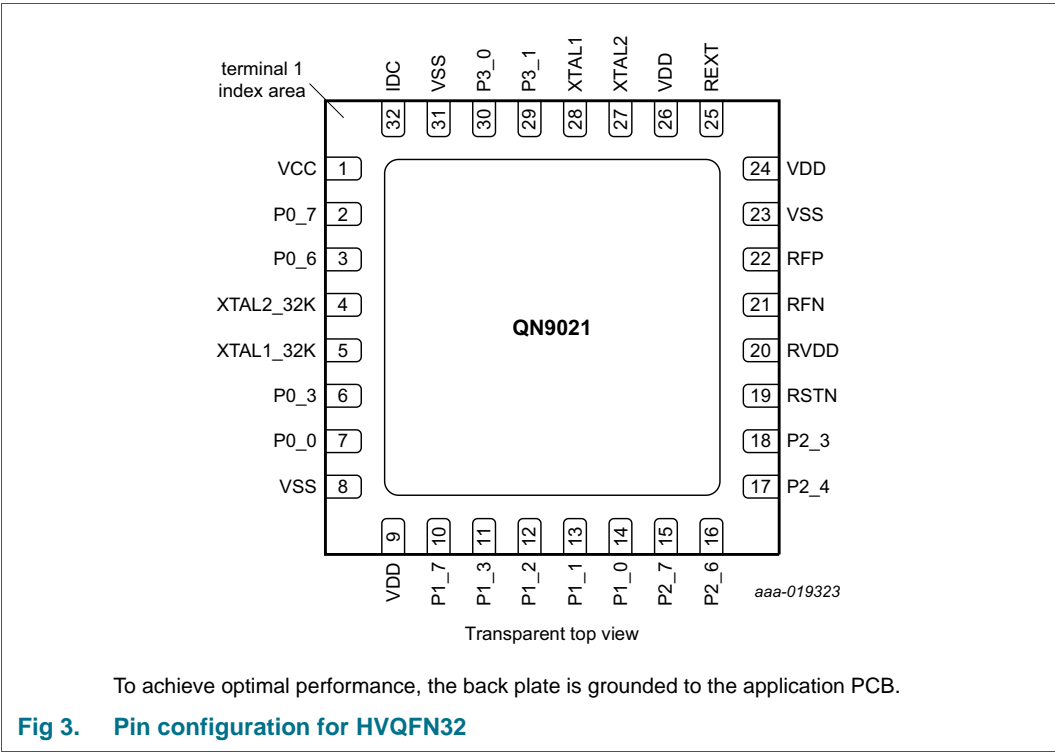 terminal 1
index area
IDC
VSS
P3_0
P3_1
XTAL1
XTAL2
VDD
REXT
32
31
30
29
28
27
26
25
VCC 1
P0_7 2
P0_6 3
XTAL2_32K 4
XTAL1_32K 5
P0_3 6
P0_0 7
VSS 8
QN9021
24 VDD
23 VSS
22 RFP
21 RFN
20 RVDD
19 RSTN
18 P2_3
17 P2_4
9
10
11
12
13
14
15
16
VDD
P1_7
P1_3
P1_2
P1_1
P1_0
P2_7
P2_6
aaa-019323
Transparent top view
To achieve optimal performance, the back plate is grounded to the application PCB.
Fig 3. Pin configuration for HVQFN32